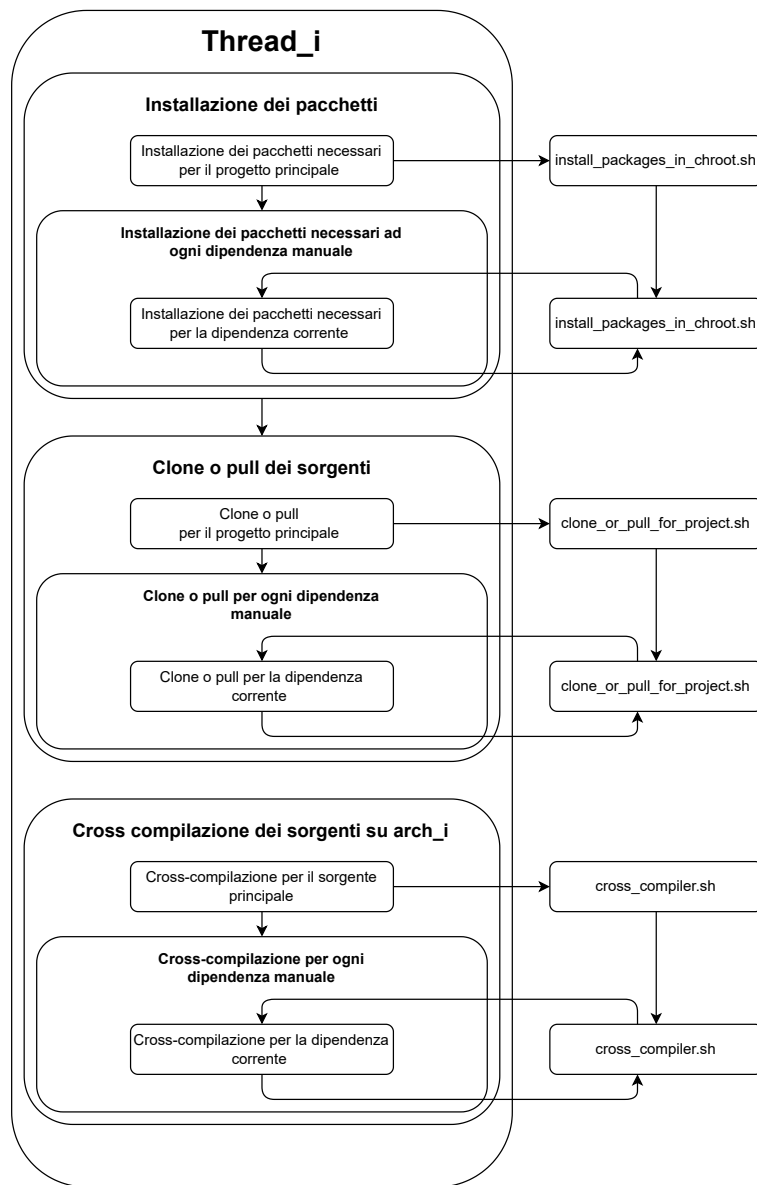 Thread_i
Installazione dei pacchetti
Installazione dei pacchetti necessari
per il progetto principale
install_packages_in_chroot.sh
Installazione dei pacchetti necessari ad
ogni dipendenza manuale
Installazione dei pacchetti necessari
per la dipendenza corrente
install_packages_in_chroot.sh
Clone o pull dei sorgenti
Clone o pull
per il progetto principale
clone_or_pull_for_project.sh
Clone o pull per ogni dipendenza
manuale
Clone o pull per la dipendenza
corrente
clone_or_pull_for_project.sh
Cross compilazione dei sorgenti su arch_i
Cross-compilazione per il sorgente
principale
cross_compiler.sh
Cross-compilazione per ogni
dipendenza manuale
Cross-compilazione per la dipendenza
corrente
cross_compiler.sh